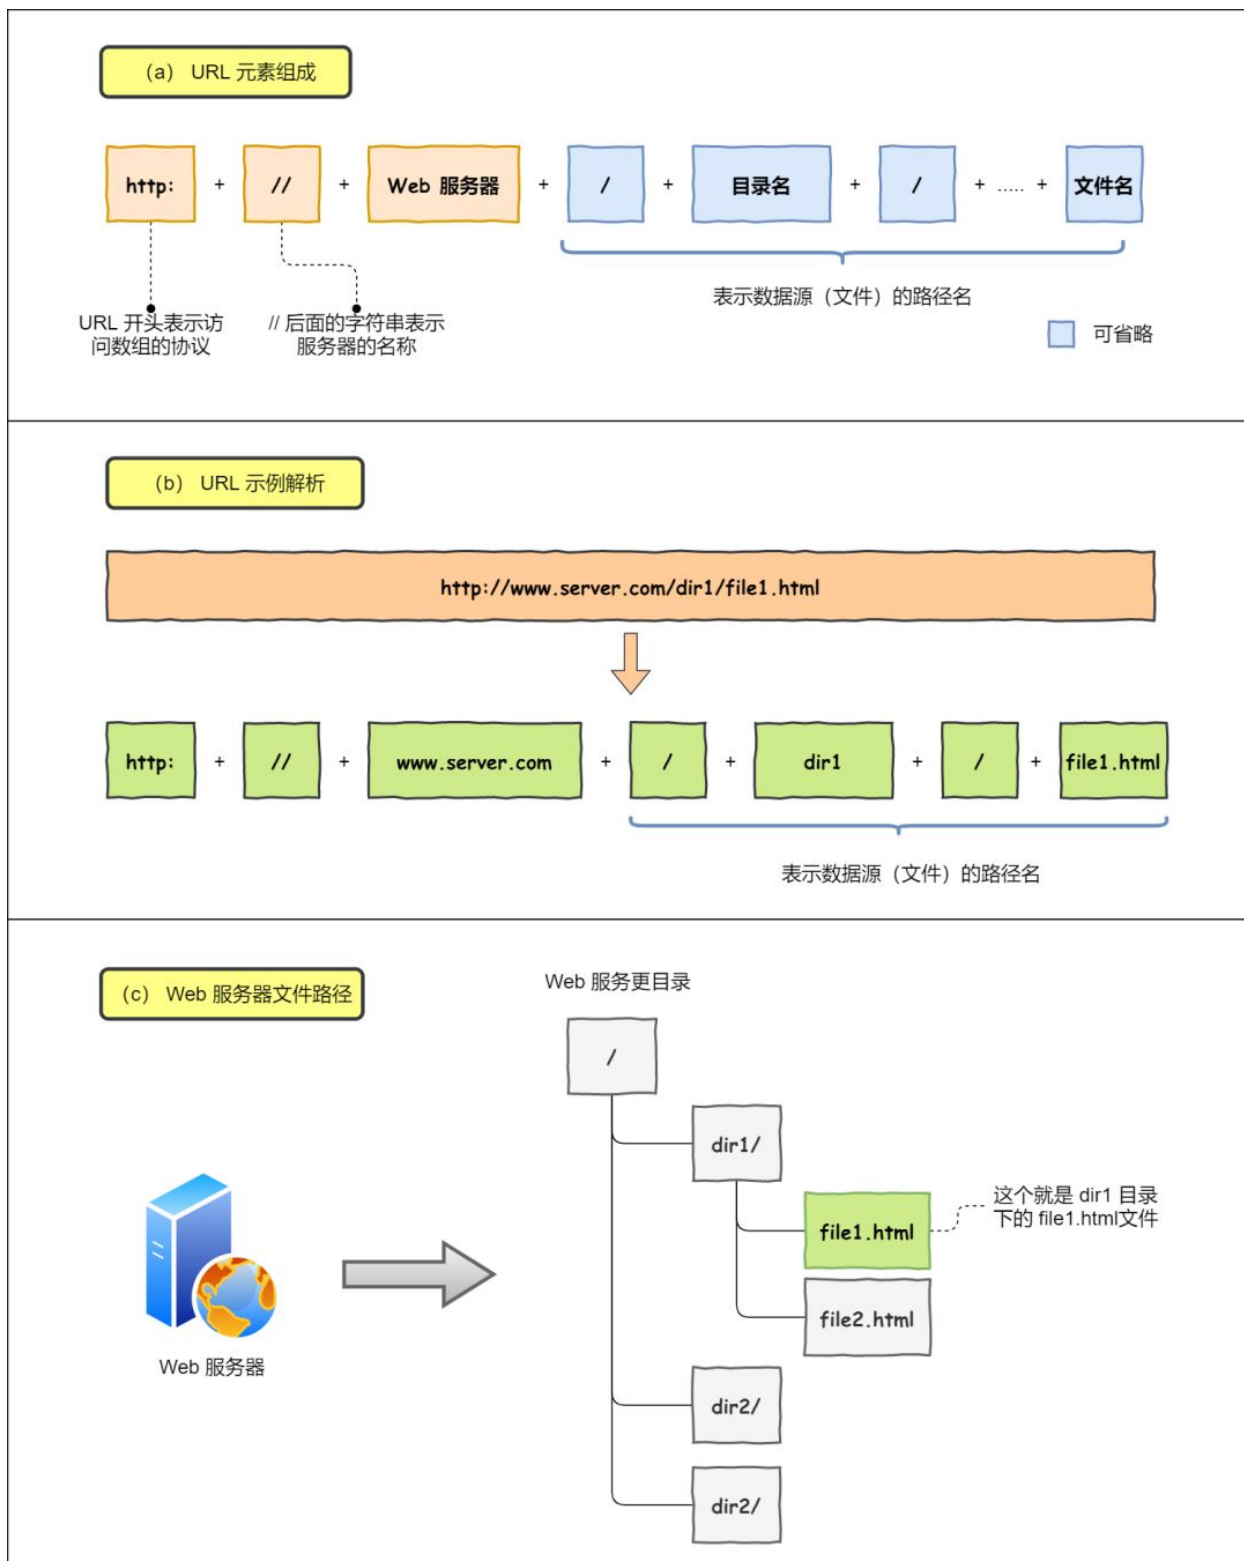 (a) URL 元素组成
http: + // + Web 服务器 + / + 目录名 + / + ..... + 文件名
表示数据源（文件）的路径名
URL 开头表示访
问数组的协议
// 后面的字符串表示
服务器的名称
可省略
(b) URL 示例解析
http://www.server.com/dir1/file1.html
http: + // + www.server.com + / + dir1 + / + file1.html
表示数据源（文件）的路径名
(c) Web 服务器文件路径
Web 服务更目录
/
dir1/
file1.html
这个就是 dir1 目录
下的 file1.html文件
file2.html
Web 服务器
dir2/
dir2/